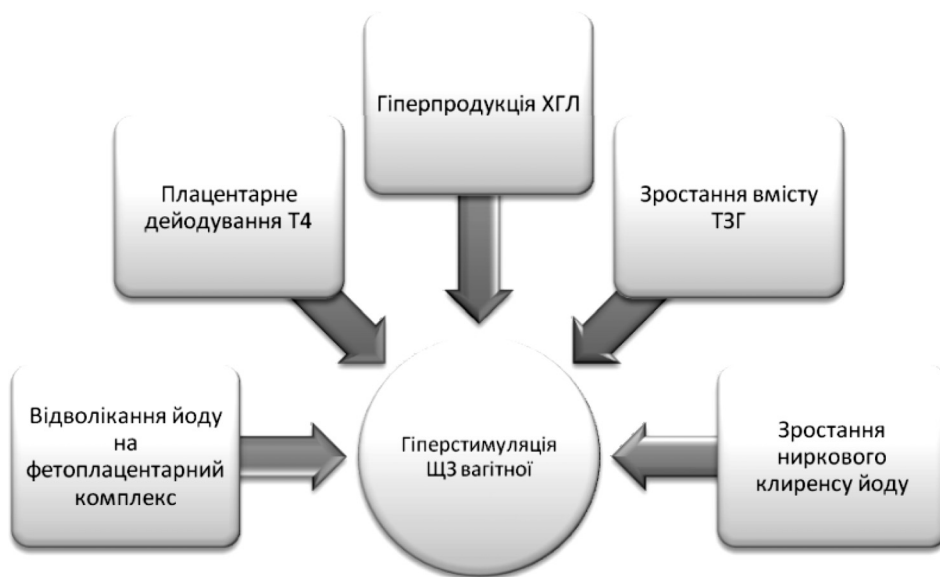 Гіперпродукція ХГЛ
Плацентарне
дейодування Т4
Зростання вмісту
ТЗГ
Відволікання йоду
на
фетоплацентарний
комплекс
Гіперстимуляція
ЩЗ вагітної
Зростання
ниркового
клиренсу йоду